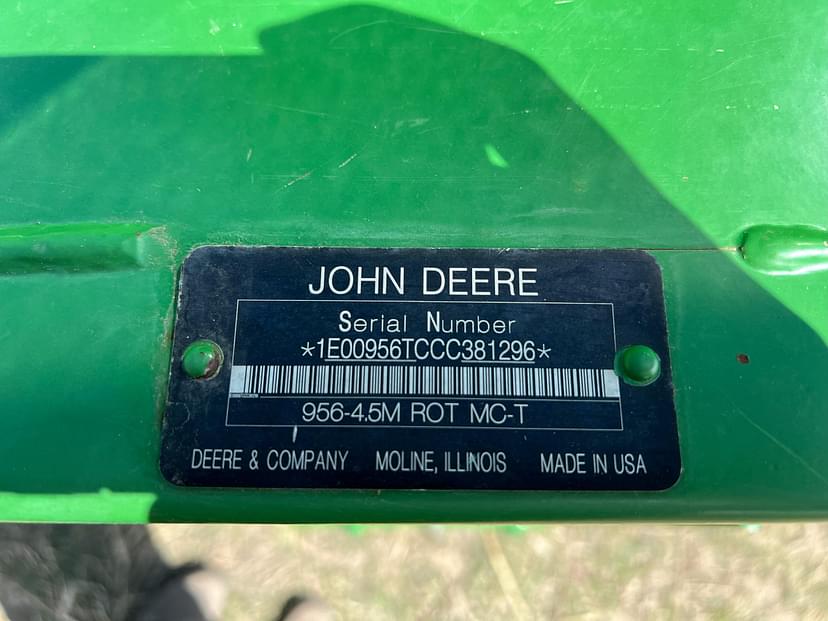 JOHN DEERE
Serial Number
*1E00956TCCC381296*
956-4.5M ROT MC-T
DEERE & COMPANY MOLINE, ILLINOIS MADE IN USA